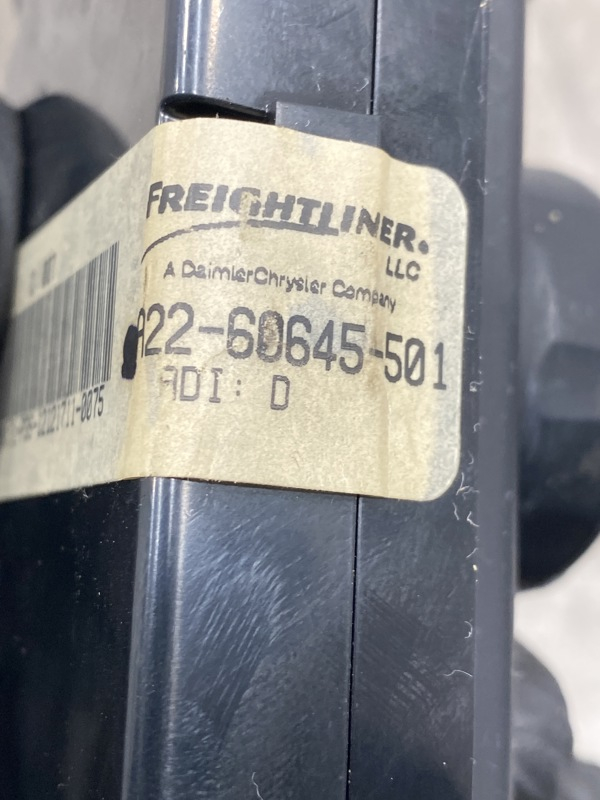 FREIGHTLINER.
LLC
A DaimlerChrysler Company
A22-60645-501
ADI: D